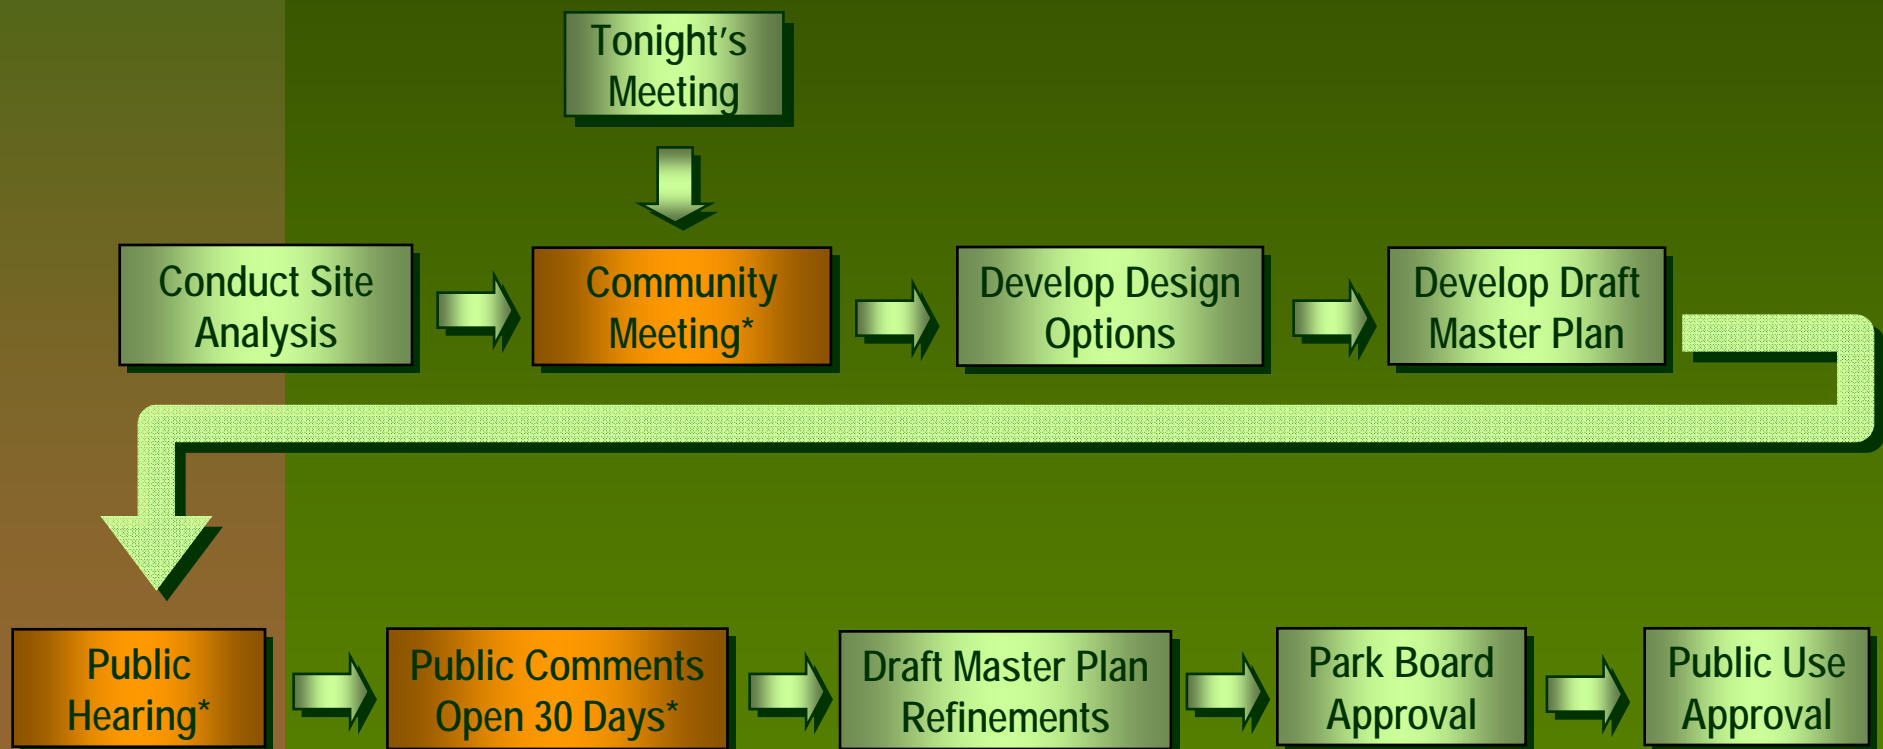 Tonight's
Meeting
Conduct Site
Analysis
Community
Meeting*
Develop Design
Options
Develop Draft
Master Plan
Public
Hearing*
Public Comments
Open 30 Days*
Draft Master Plan
Refinements
Park Board
Approval
Public Use
Approval